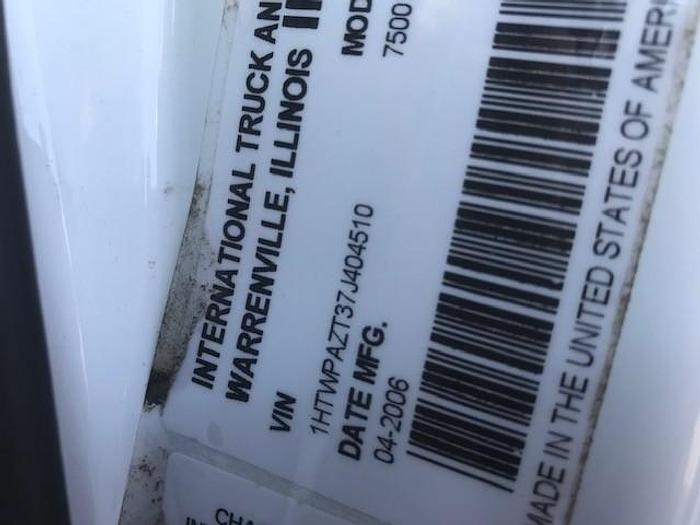 INTERNATIONAL TRUCK AN
WARRENVILLE, ILLINOIS
VIN
1HTWPAZT37J404510
DATE MFG.
04-2006
MOD
7500
MADE IN THE UNITED STATES OF AMER
CHA